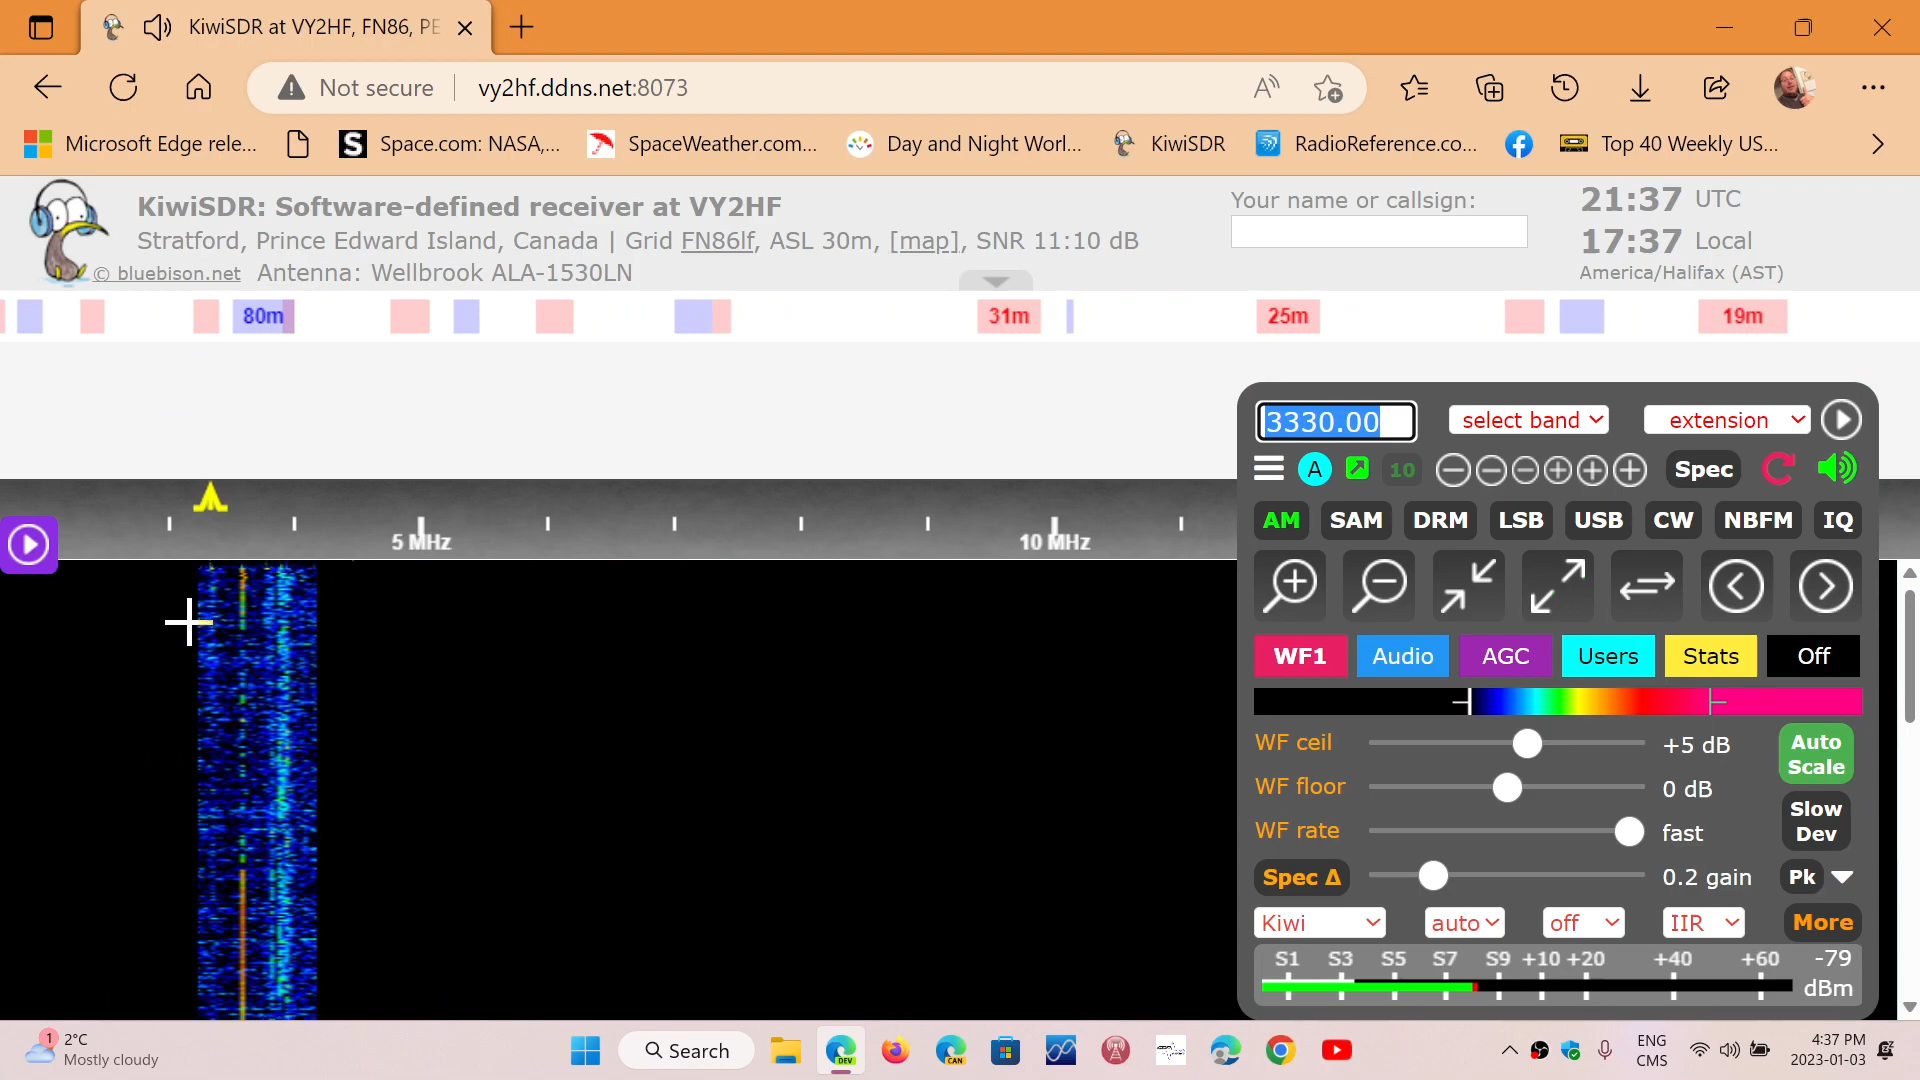 KiwiSDR at VY2HF, FN86, PE
Not secure
vy2hf.ddns.net:8073
Microsoft Edge rele...
Space.com: NASA,...
SpaceWeather.com...
Day and Night Worl...
KiwiSDR
RadioReference.co...
Top 40 Weekly US...
KiwiSDR: Software-defined receiver at VY2HF
Stratford, Prince Edward Island, Canada | Grid FN86lf, ASL 30m, [map], SNR 11:10 dB
© bluebison.net Antenna: Wellbrook ALA-1530LN
Your name or callsign:
21:37 UTC
17:37 Local
America/Halifax (AST)
80m 31m 25m 19m
3330.00 select band extension
A 10 Spec
AM SAM DRM LSB USB CW NBFM IQ
5 MHz 10 MHz
WF1 Audio AGC Users Stats Off
WF ceil +5 dB Auto Scale
WF floor 0 dB
WF rate fast Slow Dev
Spec Δ 0.2 gain Pk
Kiwi auto off IIR More
S1 S3 S5 S7 S9 +10 +20 +40 +60 -79
dBm
1 2°C
Mostly cloudy
Search
DEV
CAN
ENG
CMS
4:37 PM
2023-01-03